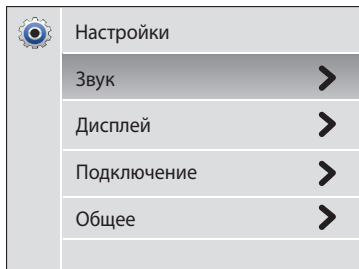 Настройки
Звук
Дисплей
Подключение
Общее